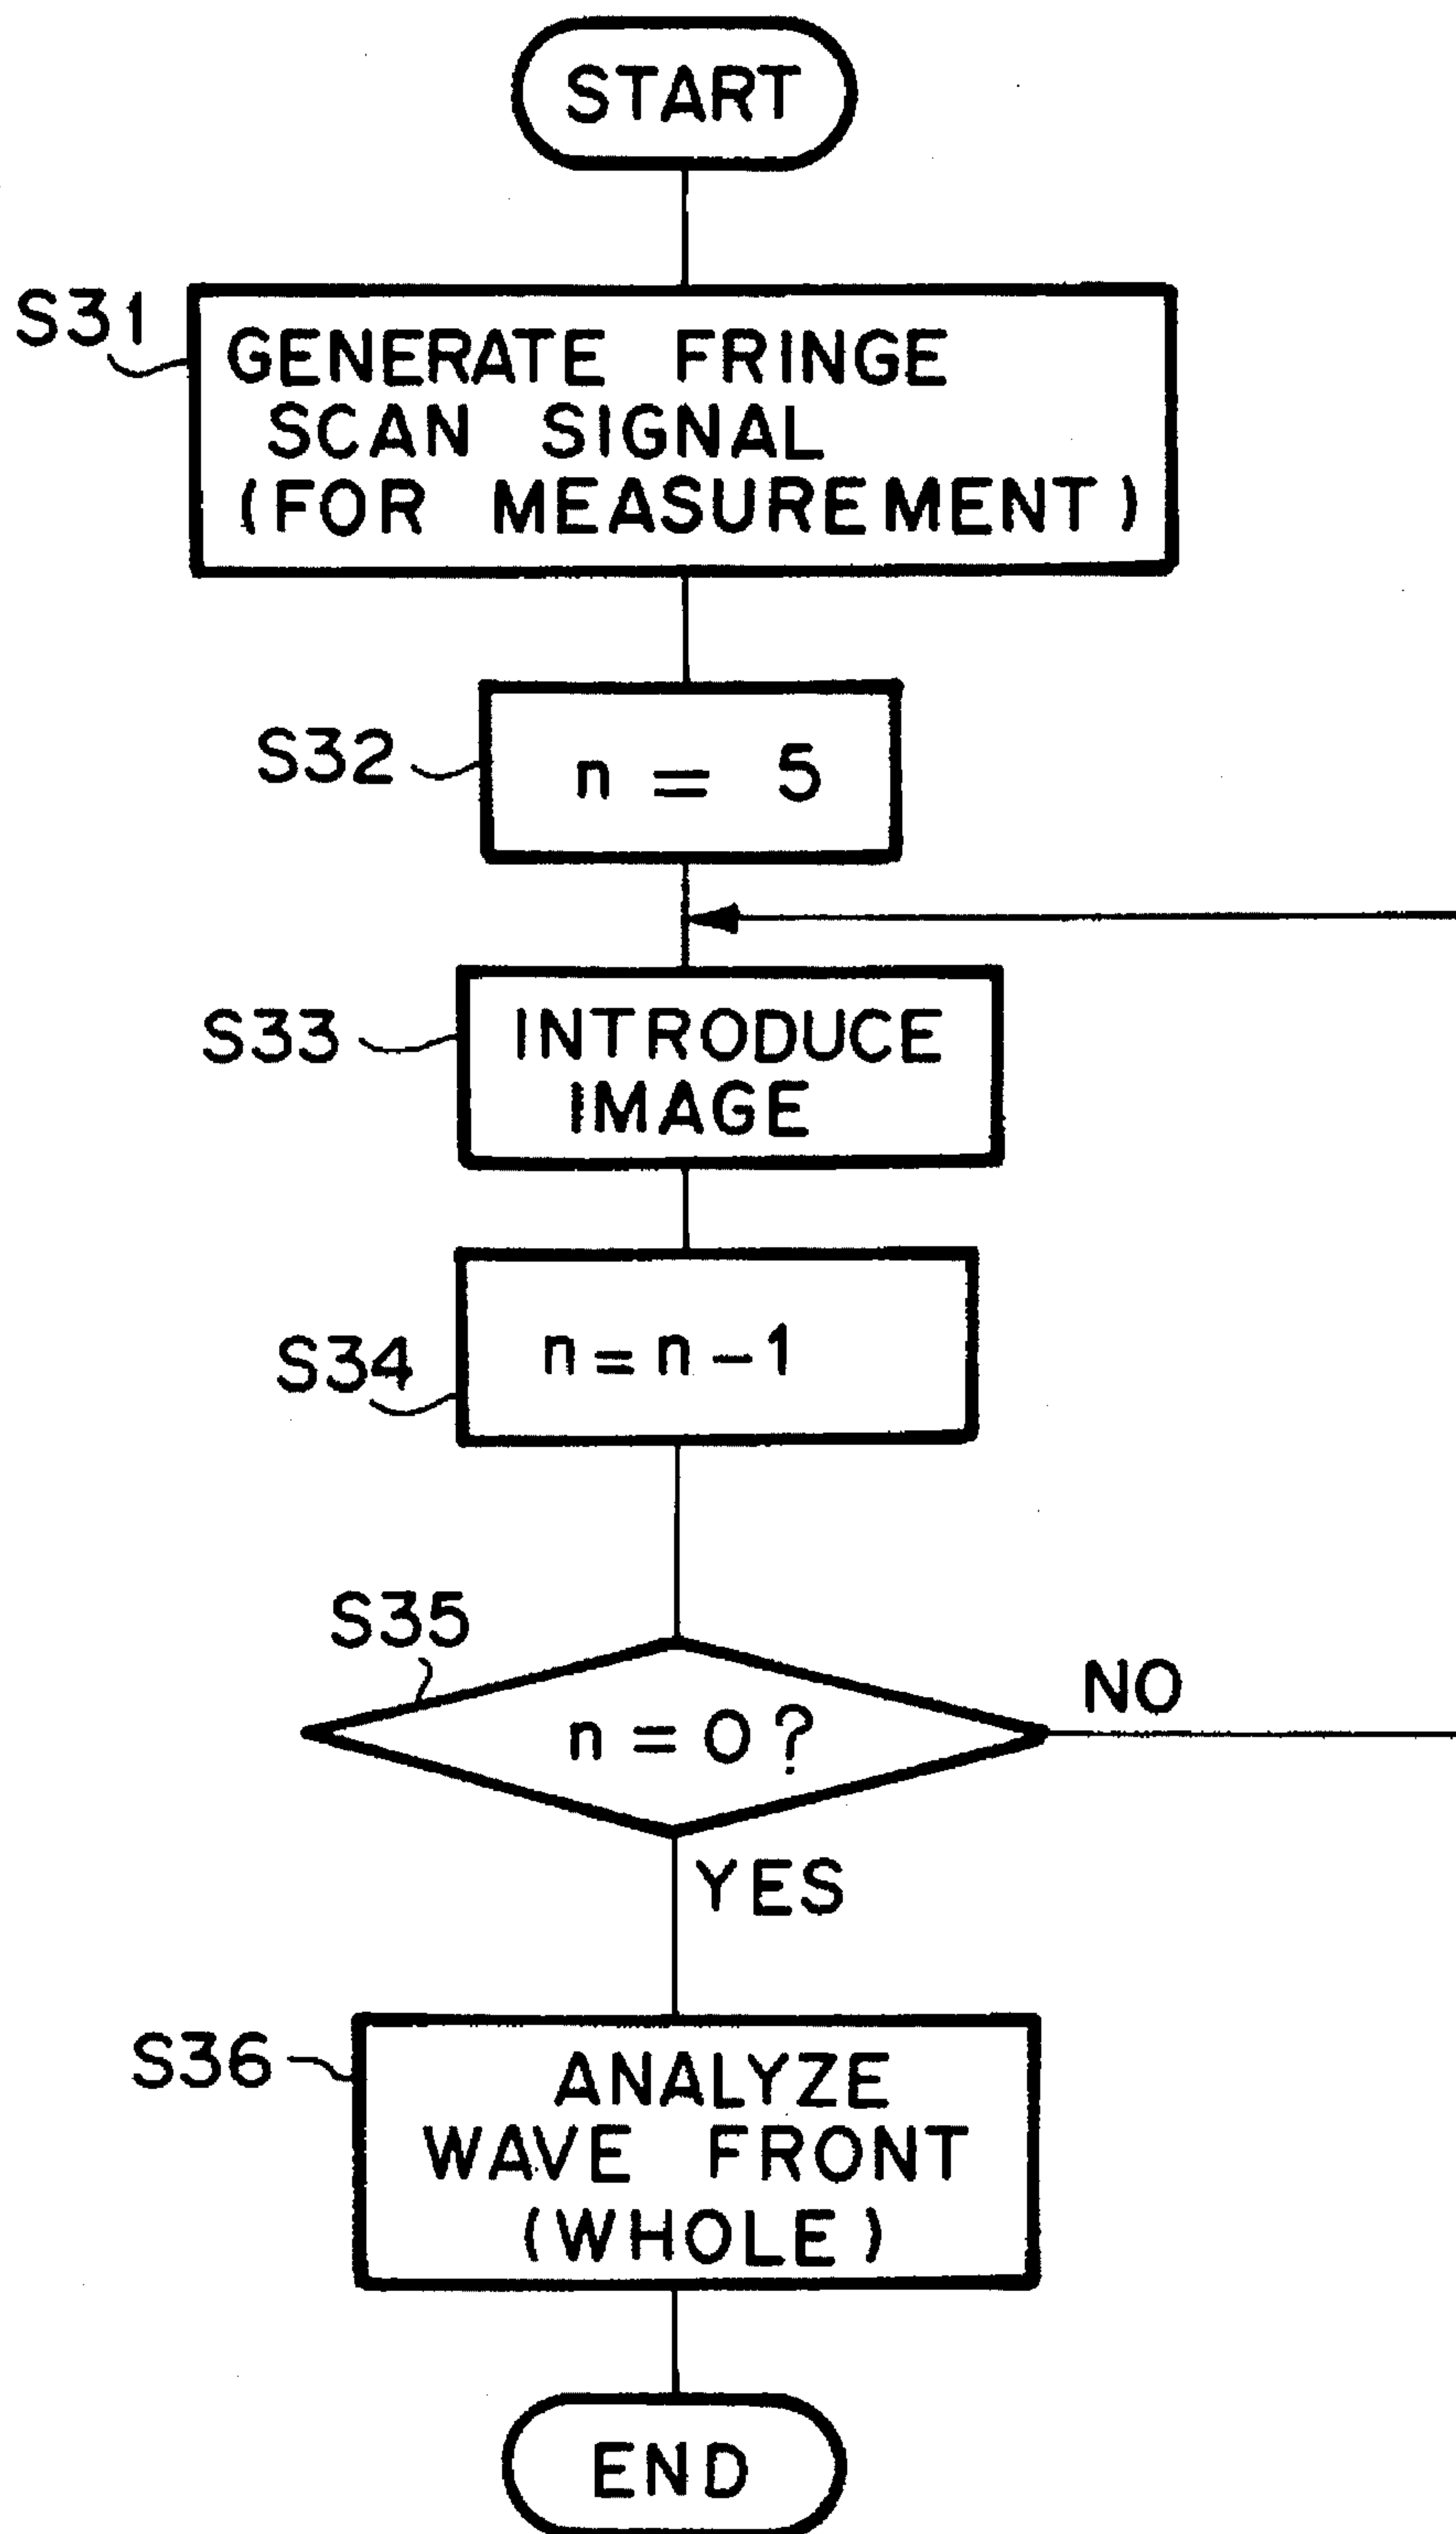 START
S31
GENERATE FRINGE
SCAN SIGNAL
(FOR MEASUREMENT)
S32
n = 5
S33
INTRODUCE
IMAGE
S34
n = n - 1
S35
n = 0?
NO
YES
S36
ANALYZE
WAVE FRONT
(WHOLE)
END